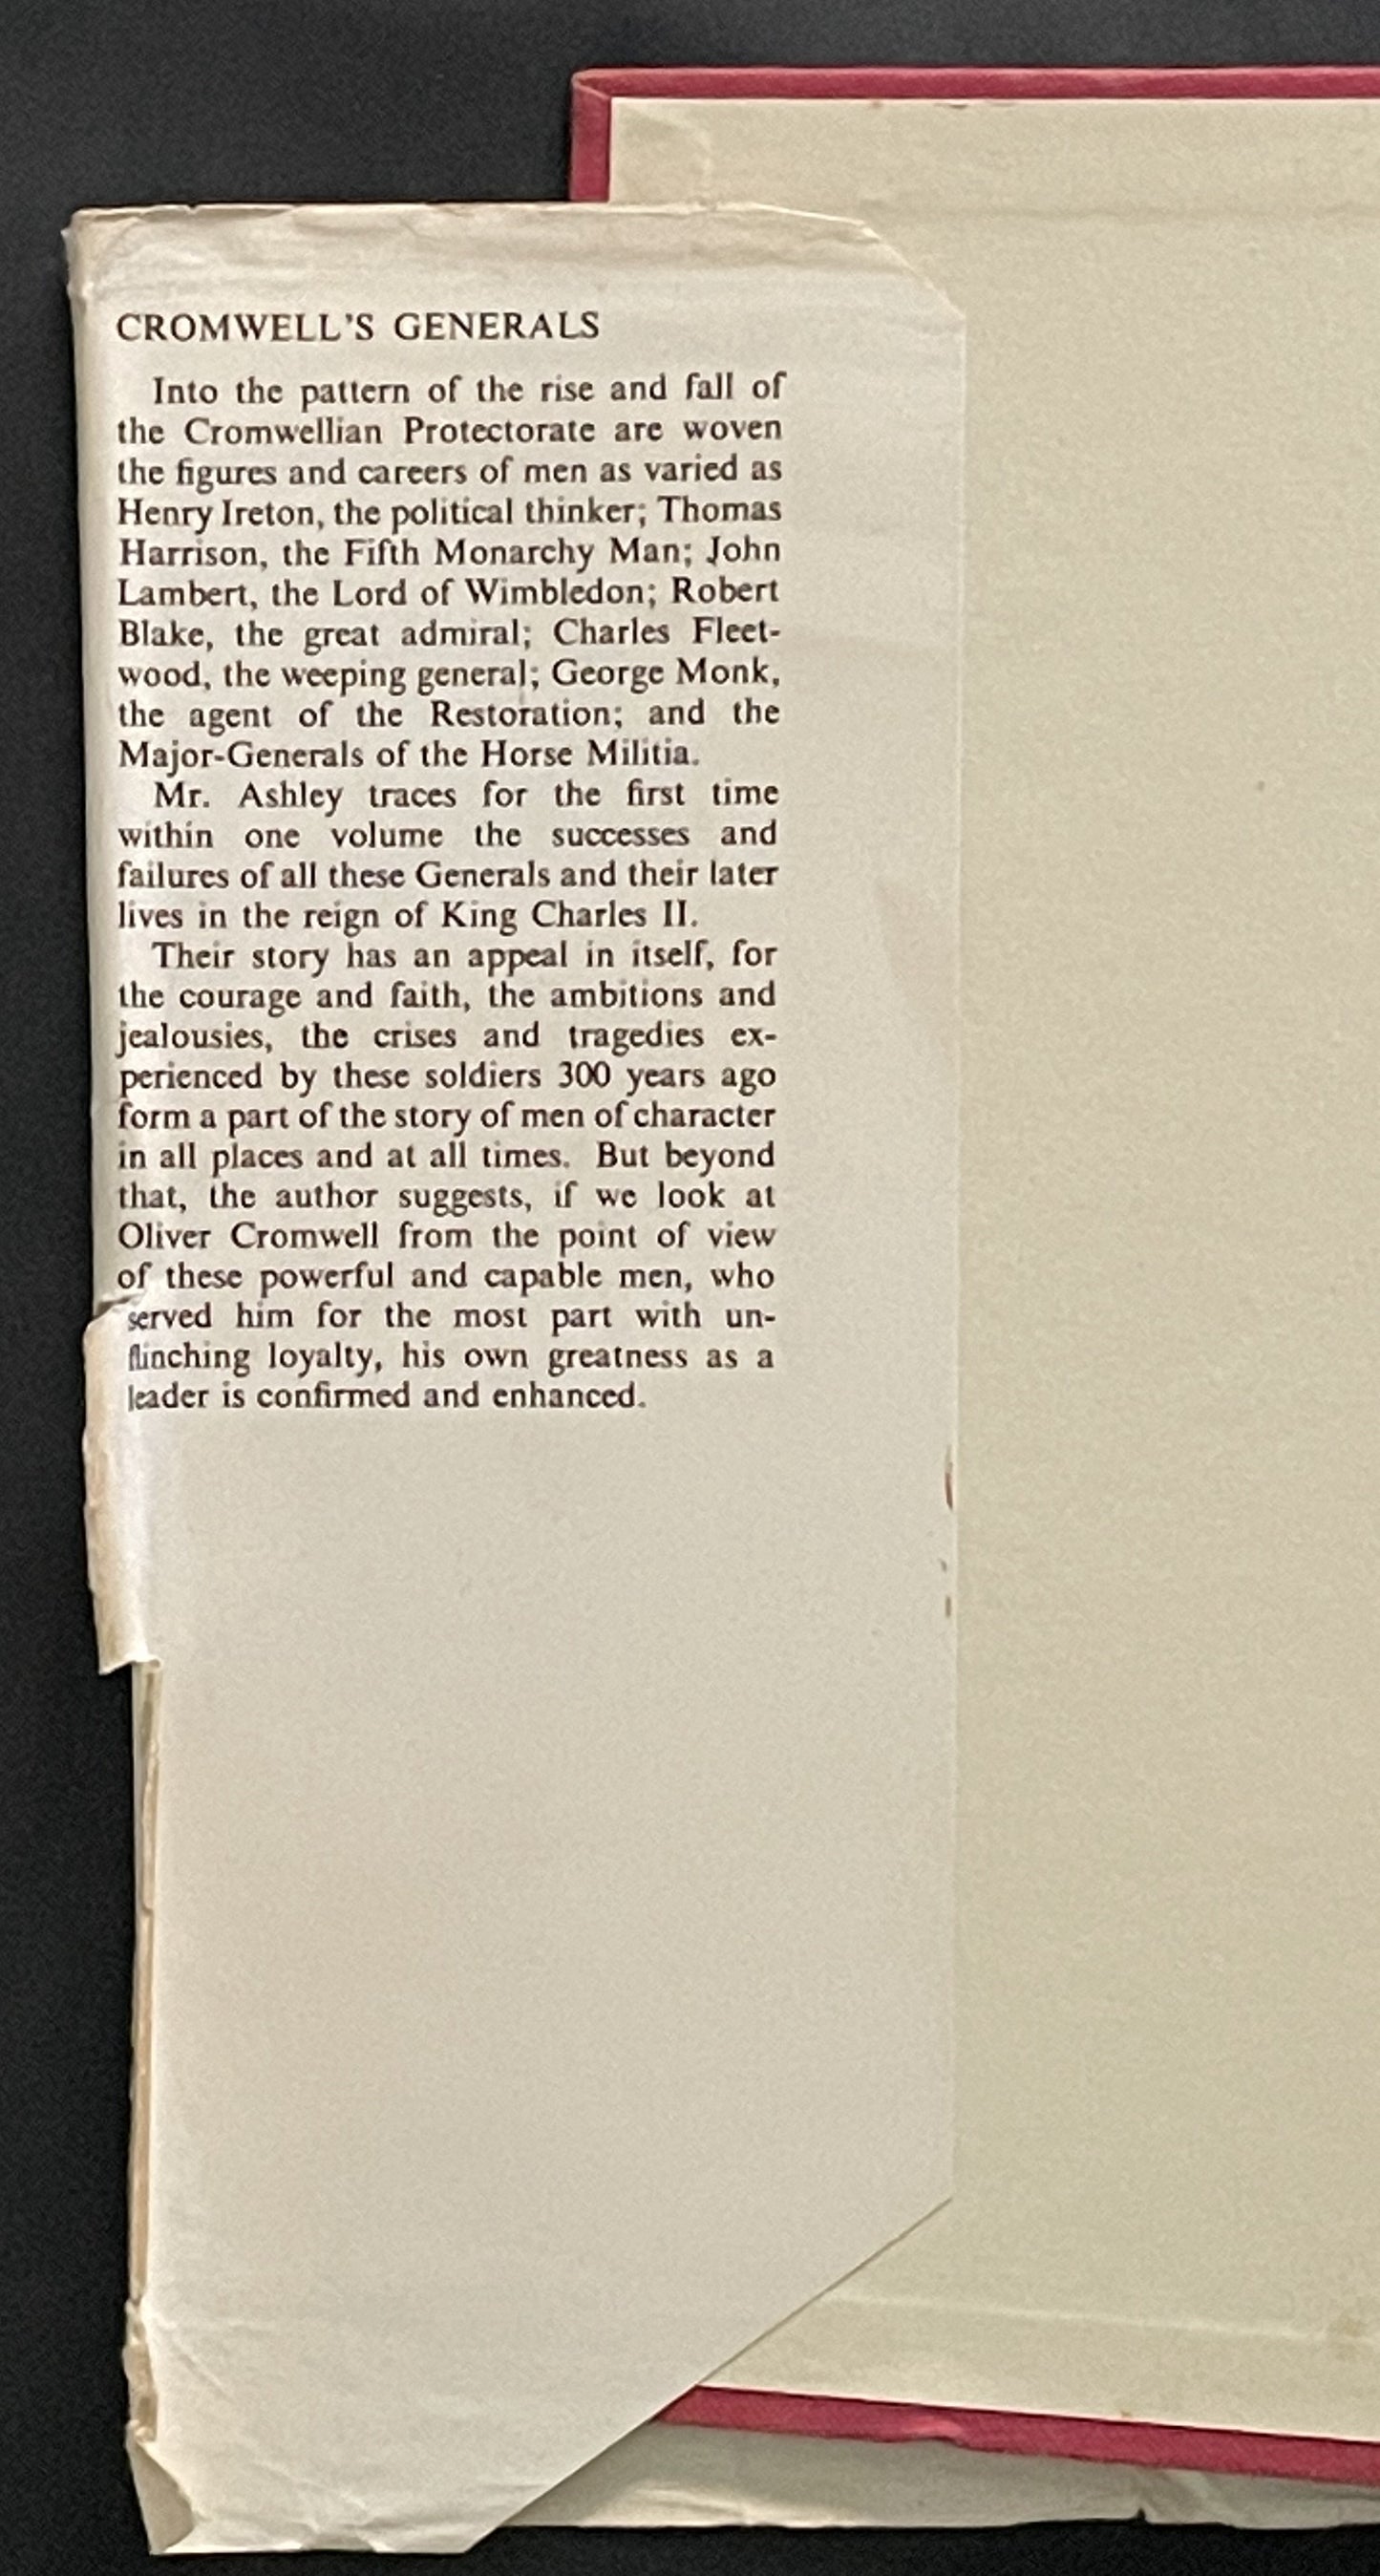 CROMWELL'S GENERALS
Into the pattern of the rise and fall of
the Cromwellian Protectorate are woven
the figures and careers of men as varied as
Henry Ireton, the political thinker; Thomas
Harrison, the Fifth Monarchy Man; John
Lambert, the Lord of Wimbledon; Robert
Blake, the great admiral; Charles Fleet-
wood, the weeping general; George Monk,
the agent of the Restoration; and the
Major-Generals of the Horse Militia.
Mr. Ashley traces for the first time
within one volume the successes and
failures of all these Generals and their later
lives in the reign of King Charles II.
Their story has an appeal in itself, for
the courage and faith, the ambitions and
jealousies, the crises and tragedies ex-
perienced by these soldiers 300 years ago
form a part of the story of men of character
in all places and at all times. But beyond
that, the author suggests, if we look at
Oliver Cromwell from the point of view
of these powerful and capable men, who
served him for the most part with un-
flinching loyalty, his own greatness as a
leader is confirmed and enhanced.